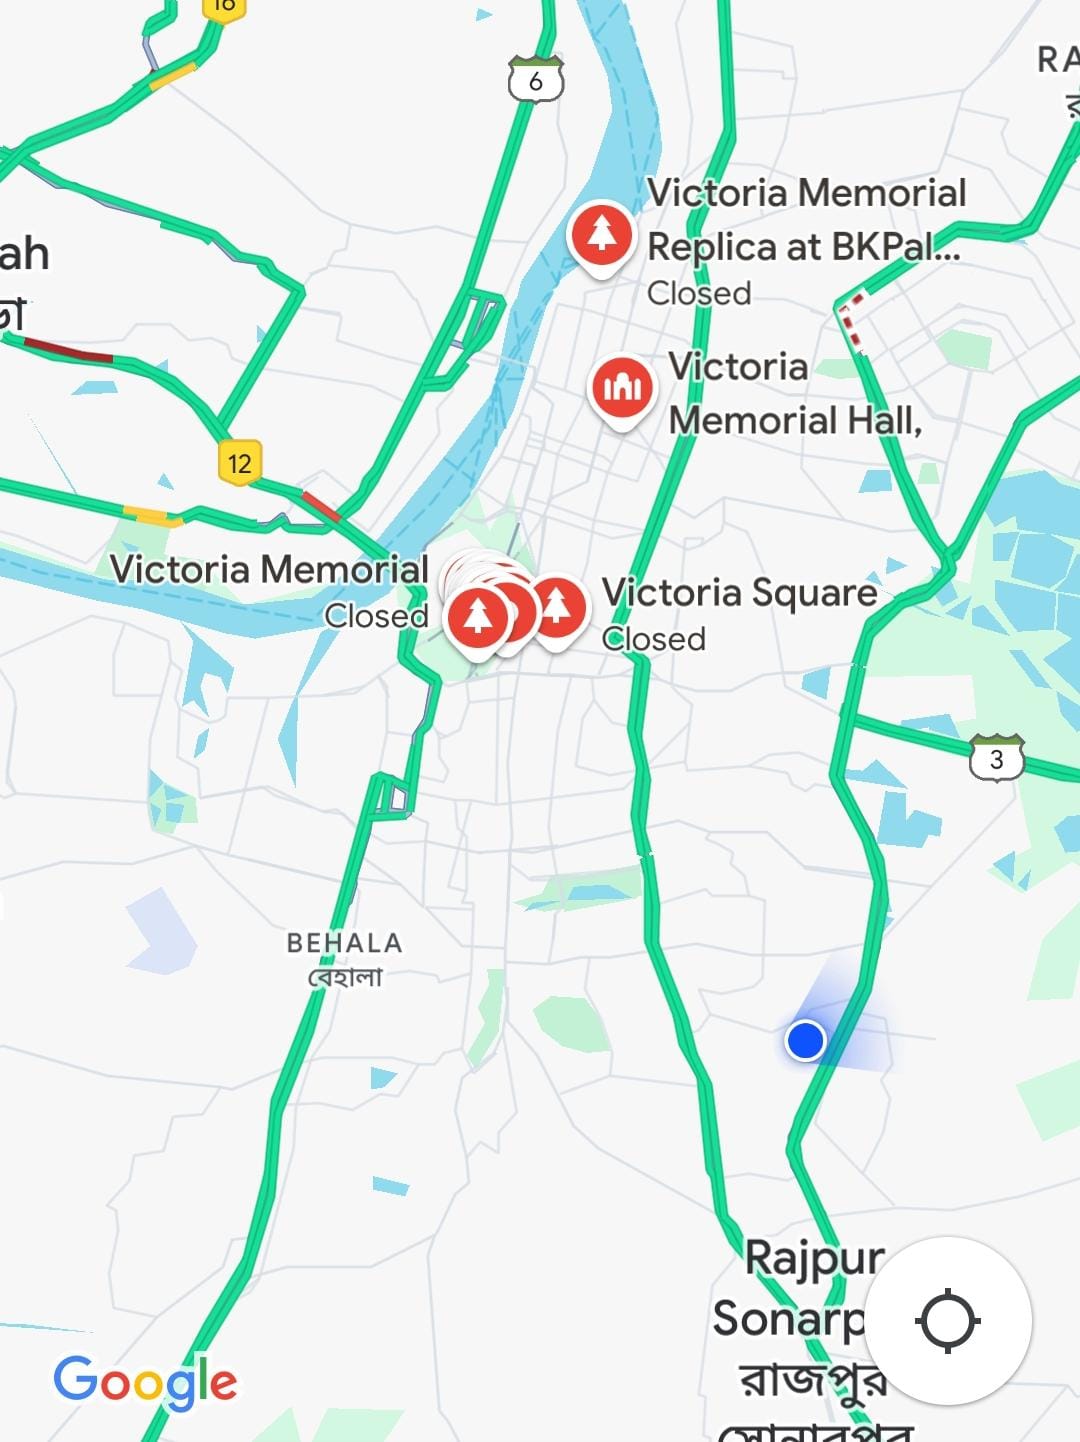 16
6
RA
Victoria Memorial
Replica at BKPal...
Closed
ah
Victoria
Memorial Hall,
12
Victoria Memorial
Closed
Victoria Square
Closed
3
BEHALA
বেহালা
Rajpur
Sonarp
রাজপুর
সোনারপুর
Google